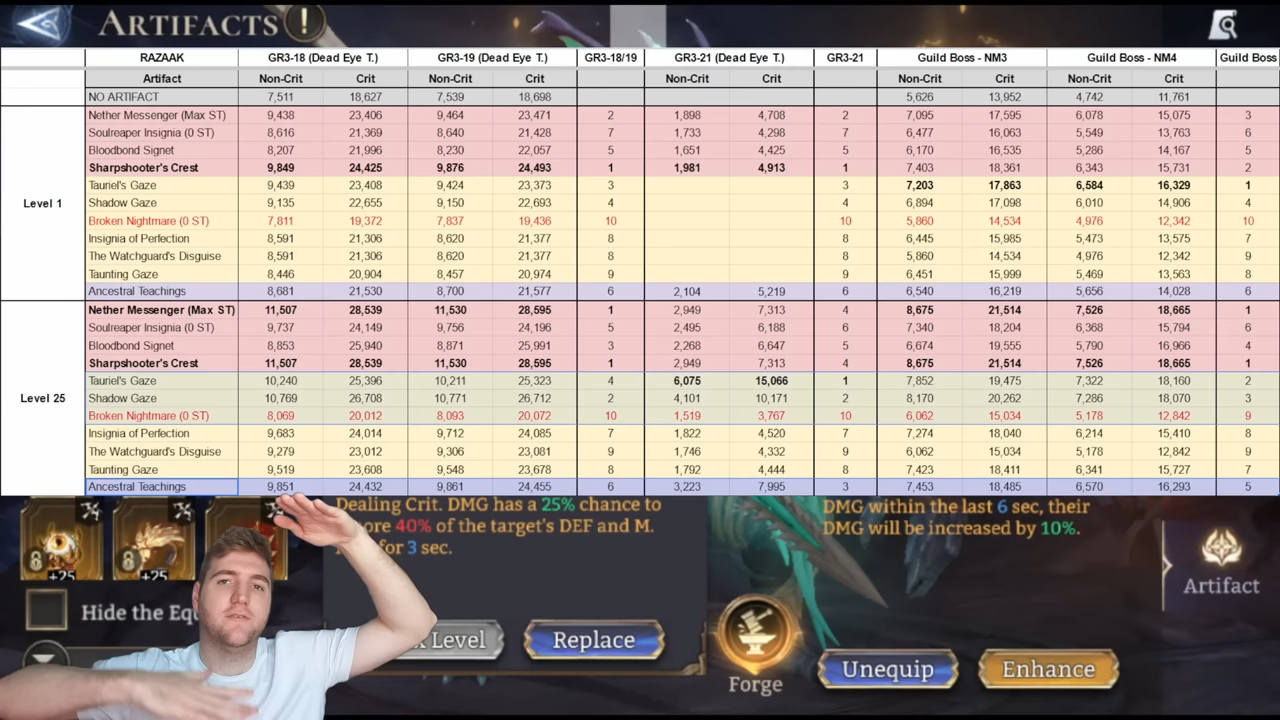 ARTIFACTS !
RAZAAK GR3-18 (Dead Eye T.) GR3-19 (Dead Eye T.) GR3-18/19 GR3-21 (Dead Eye T.) GR3-21 Guild Boss - NM3 Guild Boss - NM4 Guild Boss
Artifact Non-Crit Crit Non-Crit Crit Non-Crit Crit Non-Crit Crit Non-Crit Crit
NO ARTIFACT 7,511 18,627 7,539 18,698 5,626 13,952 4,742 11,761
Nether Messenger (Max ST) 9,438 23,406 9,464 23,471 2 1,898 4,708 2 7,095 17,595 6,078 15,075 3
Soulreaper Insignia (0 ST) 8,616 21,369 8,640 21,428 7 1,733 4,298 7 6,477 16,063 5,549 13,763 6
Bloodbond Signet 8,207 21,996 8,230 22,057 5 1,651 4,425 5 6,170 16,535 5,286 14,167 5
Sharpshooter's Crest 9,849 24,425 9,876 24,493 1 1,981 4,913 1 7,403 18,361 6,343 15,731 2
Tauriel's Gaze 9,439 23,408 9,424 23,373 3 3 7,203 17,863 6,584 16,329 1
Level 1 Shadow Gaze 9,135 22,655 9,150 22,693 4 4 6,894 17,098 6,010 14,906 4
Broken Nightmare (0 ST) 7,811 19,372 7,837 19,436 10 10 5,860 14,534 4,976 12,342 10
Insignia of Perfection 8,591 21,306 8,620 21,377 8 8 6,445 15,985 5,473 13,575 7
The Watchguard's Disguise 8,591 21,306 8,620 21,377 8 8 5,860 14,534 4,976 12,342 9
Taunting Gaze 8,446 20,904 8,457 20,974 9 9 6,451 15,999 5,469 13,563 8
Ancestral Teachings 8,681 21,530 8,700 21,577 6 2,104 5,219 6 6,540 16,219 5,656 14,028 6
Nether Messenger (Max ST) 11,507 28,539 11,530 28,595 1 2,949 7,313 4 8,675 21,514 7,526 18,665 1
Soulreaper Insignia (0 ST) 9,737 24,149 9,756 24,196 5 2,495 6,188 6 7,340 18,204 6,368 15,794 6
Bloodbond Signet 8,853 25,940 8,871 25,991 3 2,268 6,647 5 6,674 19,555 5,790 16,966 4
Sharpshooter's Crest 11,507 28,539 11,530 28,595 1 2,949 7,313 4 8,675 21,514 7,526 18,665 1
Tauriel's Gaze 10,240 25,396 10,211 25,323 4 6,075 15,066 1 7,852 19,475 7,322 18,160 2
Level 25 Shadow Gaze 10,769 26,708 10,771 26,712 2 4,101 10,171 2 8,170 20,262 7,286 18,070 3
Broken Nightmare (0 ST) 8,069 20,012 8,093 20,072 10 1,519 3,767 10 6,062 15,034 5,178 12,842 9
Insignia of Perfection 9,683 24,014 9,712 24,085 7 1,822 4,520 7 7,274 18,040 6,214 15,410 8
The Watchguard's Disguise 9,279 23,012 9,306 23,081 9 1,746 4,332 9 6,062 15,034 5,178 12,842 9
Taunting Gaze 9,519 23,608 9,548 23,678 8 1,792 4,444 8 7,423 18,411 6,341 15,727 7
Ancestral Teachings 9,851 24,432 9,861 24,455 6 3,223 7,995 3 7,453 18,485 6,570 16,293 5
Dealing Crit. DMG has a 25% chance to
40% of the target's DEF and M.
for 3 sec.
DMG within the last 6 sec, their
DMG will be increased by 10%.
8 +25 8 +25
Hide the
Level
Replace
Forge
Unequip
Enhance
Artifact